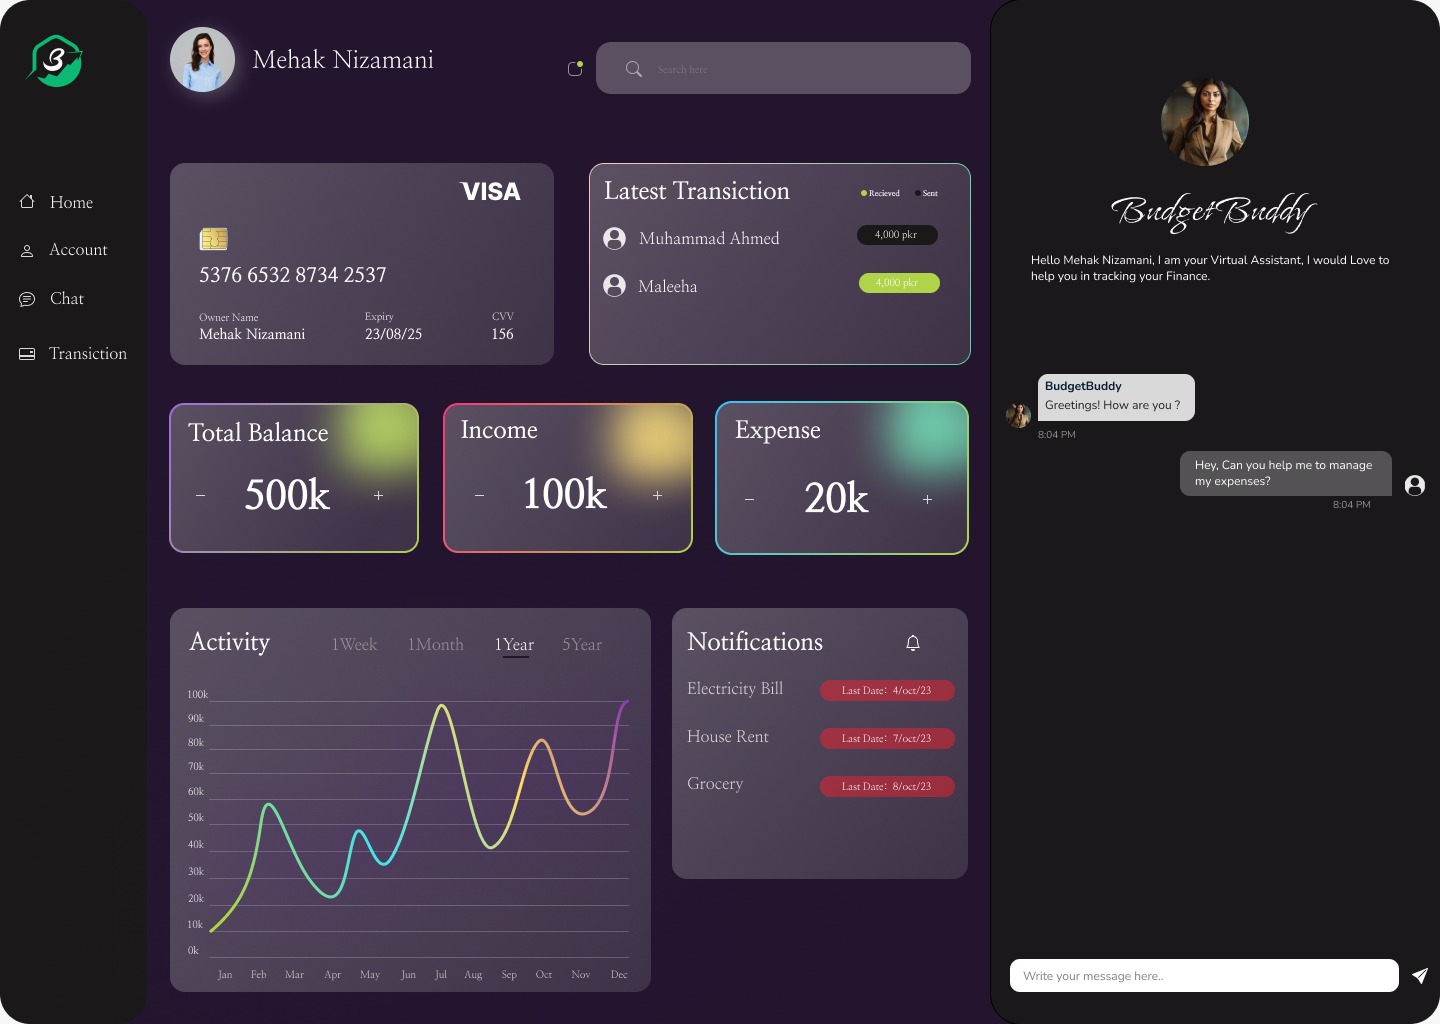 3
Mehak Nizamani
Search here
Home
Account
Chat
Transiction
VISA
5376 6532 8734 2537
Owner Name Expiry CVV
Mehak Nizamani 23/08/25 156
Latest Transiction
Recieved Sent
Muhammad Ahmed 4,000 pkr
Maleeha 4,000 pkr
Total Balance
- 500k +
Income
- 100k +
Expense
- 20k +
Activity 1Week 1Month 1Year 5Year
100k
90k
80k
70k
60k
50k
40k
30k
20k
10k
0k
Jan Feb Mar Apr May Jun Jul Aug Sep Oct Nov Dec
Notifications
Electricity Bill Last Date: 4/oct/23
House Rent Last Date: 7/oct/23
Grocery Last Date: 8/oct/23
BudgetBuddy
Hello Mehak Nizamani, I am your Virtual Assistant, I would Love to
help you in tracking your Finance.
BudgetBuddy
Greetings! How are you ?
8:04 PM
Hey, Can you help me to manage
my expenses?
8:04 PM
Write your message here..